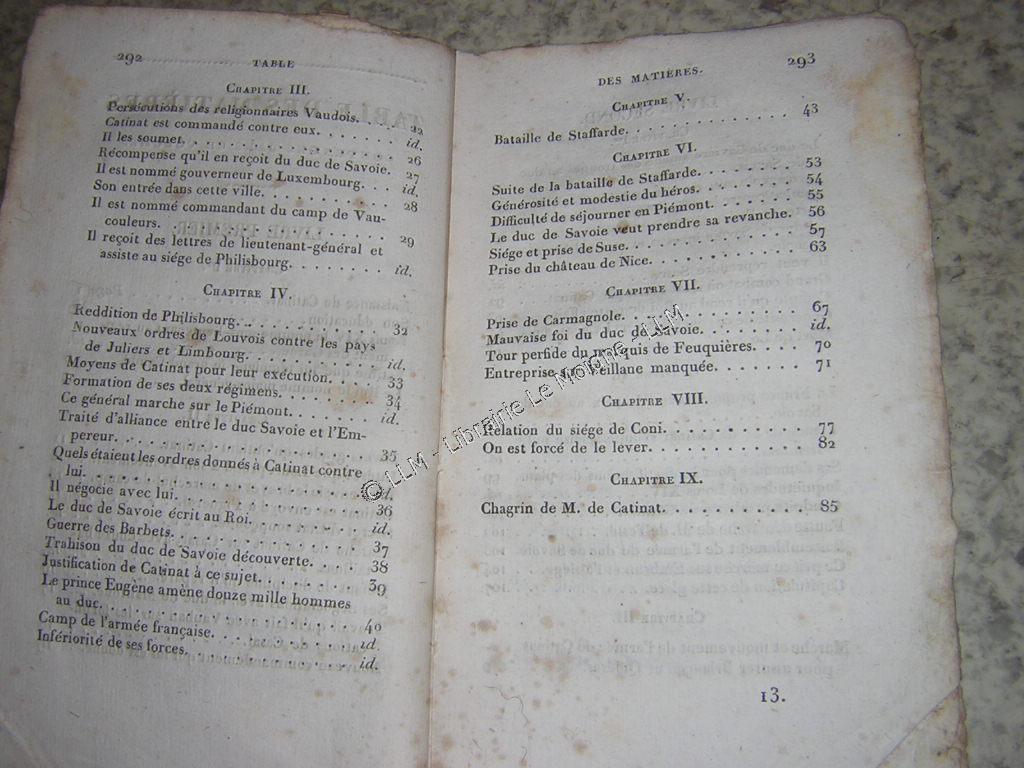 292 TABLE
CHAPITRE III.
Persécutions des religionnaires Vaudois. . . . 22
Catinat est commandé contre eux. . . . . . . id.
Il les soumet. . . . . . . . . . . . . . . . 26
Récompense qu'il en reçoit du duc de Savoie. 27
Il est nommé gouverneur de Luxembourg. . . id.
Son entrée dans cette ville. . . . . . . . . . 28
Il est nommé commandant du camp de Vau-
couleurs. . . . . . . . . . . . . . . . . 29
Il reçoit des lettres de lieutenant-général et
assiste au siége de Philisbourg. . . . . . . . id.
CHAPITRE IV.
Reddition de Philisbourg. . . . . . . . . . . 32
Nouveaux ordres de Louvois contre les pays
de Juliers et Limbourg. . . . . . . . . . id.
Moyens de Catinat pour leur exécution. . . . . 33
Formation de ses deux régimens. . . . . . . . 34
Ce général marche sur le Piémont. . . . . . . id.
Traité d'alliance entre le duc Savoie et l'Em-
pereur. . . . . . . . . . . . . . . . . . 35
Quels étaient les ordres donnés à Catinat contre
lui. . . . . . . . . . . . . . . . . . . . id.
Il négocie avec lui. . . . . . . . . . . . . . 36
Le duc de Savoie écrit au Roi. . . . . . . . . id.
Guerre des Barbets. . . . . . . . . . . . . . 37
Trahison du duc de Savoie découverte. . . . . 38
Justification de Catinat à ce sujet. . . . . . . . 39
Le prince Eugène amène douze mille hommes
au duc. . . . . . . . . . . . . . . . . . 40
Camp de l'armée française. . . . . . . . . . . id.
Infériorité de ses forces. . . . . . . . . . . . id.
DES MATIÈRES. 293
CHAPITRE V.
Bataille de Staffarde. . . . . . . . . . . . . 43
CHAPITRE VI.
Suite de la bataille de Staffarde. . . . . . . . 53
Générosité et modestie du héros. . . . . . . . 54
Difficulté de séjourner en Piémont. . . . . . . 55
Le duc de Savoie veut prendre sa revanche. 56
Siége et prise de Suse. . . . . . . . . . . . . 57
Prise du château de Nice. . . . . . . . . . . . 63
CHAPITRE VII.
Prise de Carmagnole. . . . . . . . . . . . . . 67
Mauvaise foi du duc de Savoie. . . . . . . . . id.
Tour perfide du marquis de Feuquières. . . . 70
Entreprise sur Veillane manquée. . . . . . . . 71
CHAPITRE VIII.
Relation du siége de Coni. . . . . . . . . . . 77
On est forcé de le lever. . . . . . . . . . . . 82
CHAPITRE IX.
Chagrin de M. de Catinat. . . . . . . . . . . 85
13.
© LLM - Librairie Le Moigne - LLM